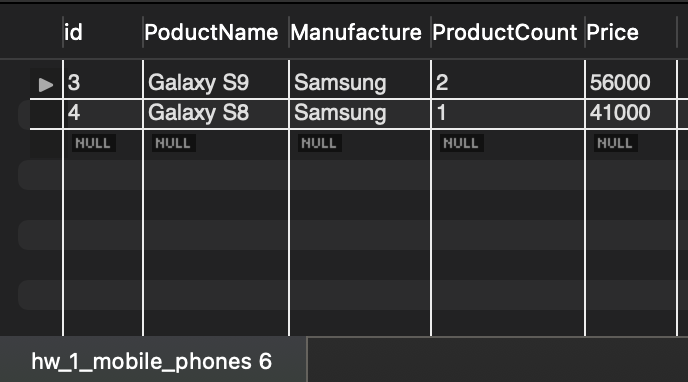 id PoductName Manufacture ProductCount Price
3 Galaxy S9 Samsung 2 56000
4 Galaxy S8 Samsung 1 41000
NULL NULL NULL NULL NULL
hw_1_mobile_phones 6